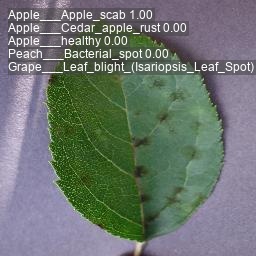 Apple___Apple_scab 1.00
Apple___Cedar_apple_rust 0.00
Apple___healthy 0.00
Peach___Bacterial_spot 0.00
Grape___Leaf_blight_(Isariopsis_Leaf_Spot)